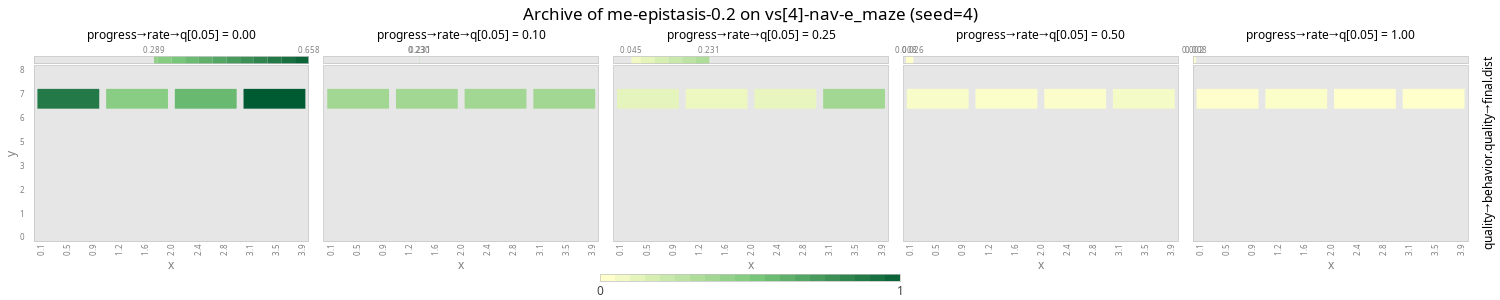 Archive of me-epistasis-0.2 on vs[4]-nav-e_maze (seed=4)
progress→rate→q[0.05] = 0.00
progress→rate→q[0.05] = 0.10
progress→rate→q[0.05] = 0.25
progress→rate→q[0.05] = 0.50
progress→rate→q[0.05] = 1.00
0.289 0.658
0.045 0.231
8
7
6
5
4
3
2
1
0
y
0.1 0.5 0.9 1.2 1.6 2.0 2.4 2.8 3.1 3.5 3.9
0.1 0.5 0.9 1.2 1.6 2.0 2.4 2.8 3.1 3.5 3.9
0.1 0.5 0.9 1.2 1.6 2.0 2.4 2.8 3.1 3.5 3.9
0.1 0.5 0.9 1.2 1.6 2.0 2.4 2.8 3.1 3.5 3.9
0.1 0.5 0.9 1.2 1.6 2.0 2.4 2.8 3.1 3.5 3.9
x x x x x
quality→behavior.quality→final.dist
0 1